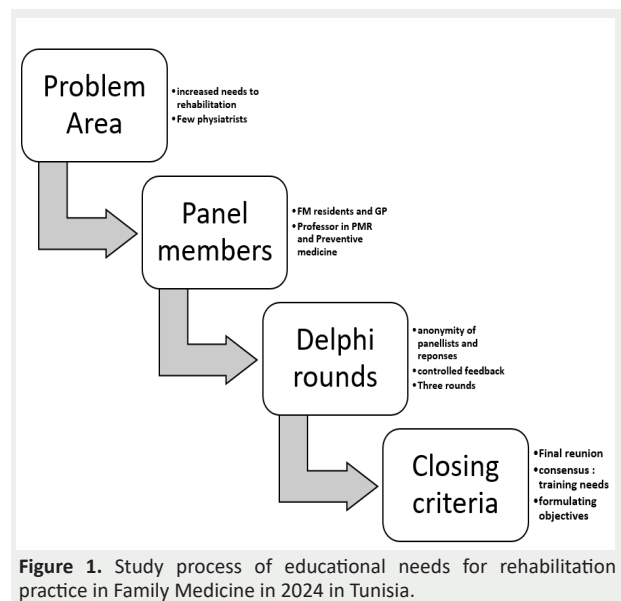 Problem
Area
•increased needs to
rehabilitation
•Few physiatrists
Panel
members
•FM residents and GP
•Professor in PMR
and Preventive
medicine
Delphi
rounds
•anonymity of
panellists and
reponses
•controlled feedback
•Three rounds
Closing
criteria
•Final reunion
•consensus :
training needs
•formulating
objectives
Figure 1. Study process of educational needs for rehabilitation
practice in Family Medicine in 2024 in Tunisia.